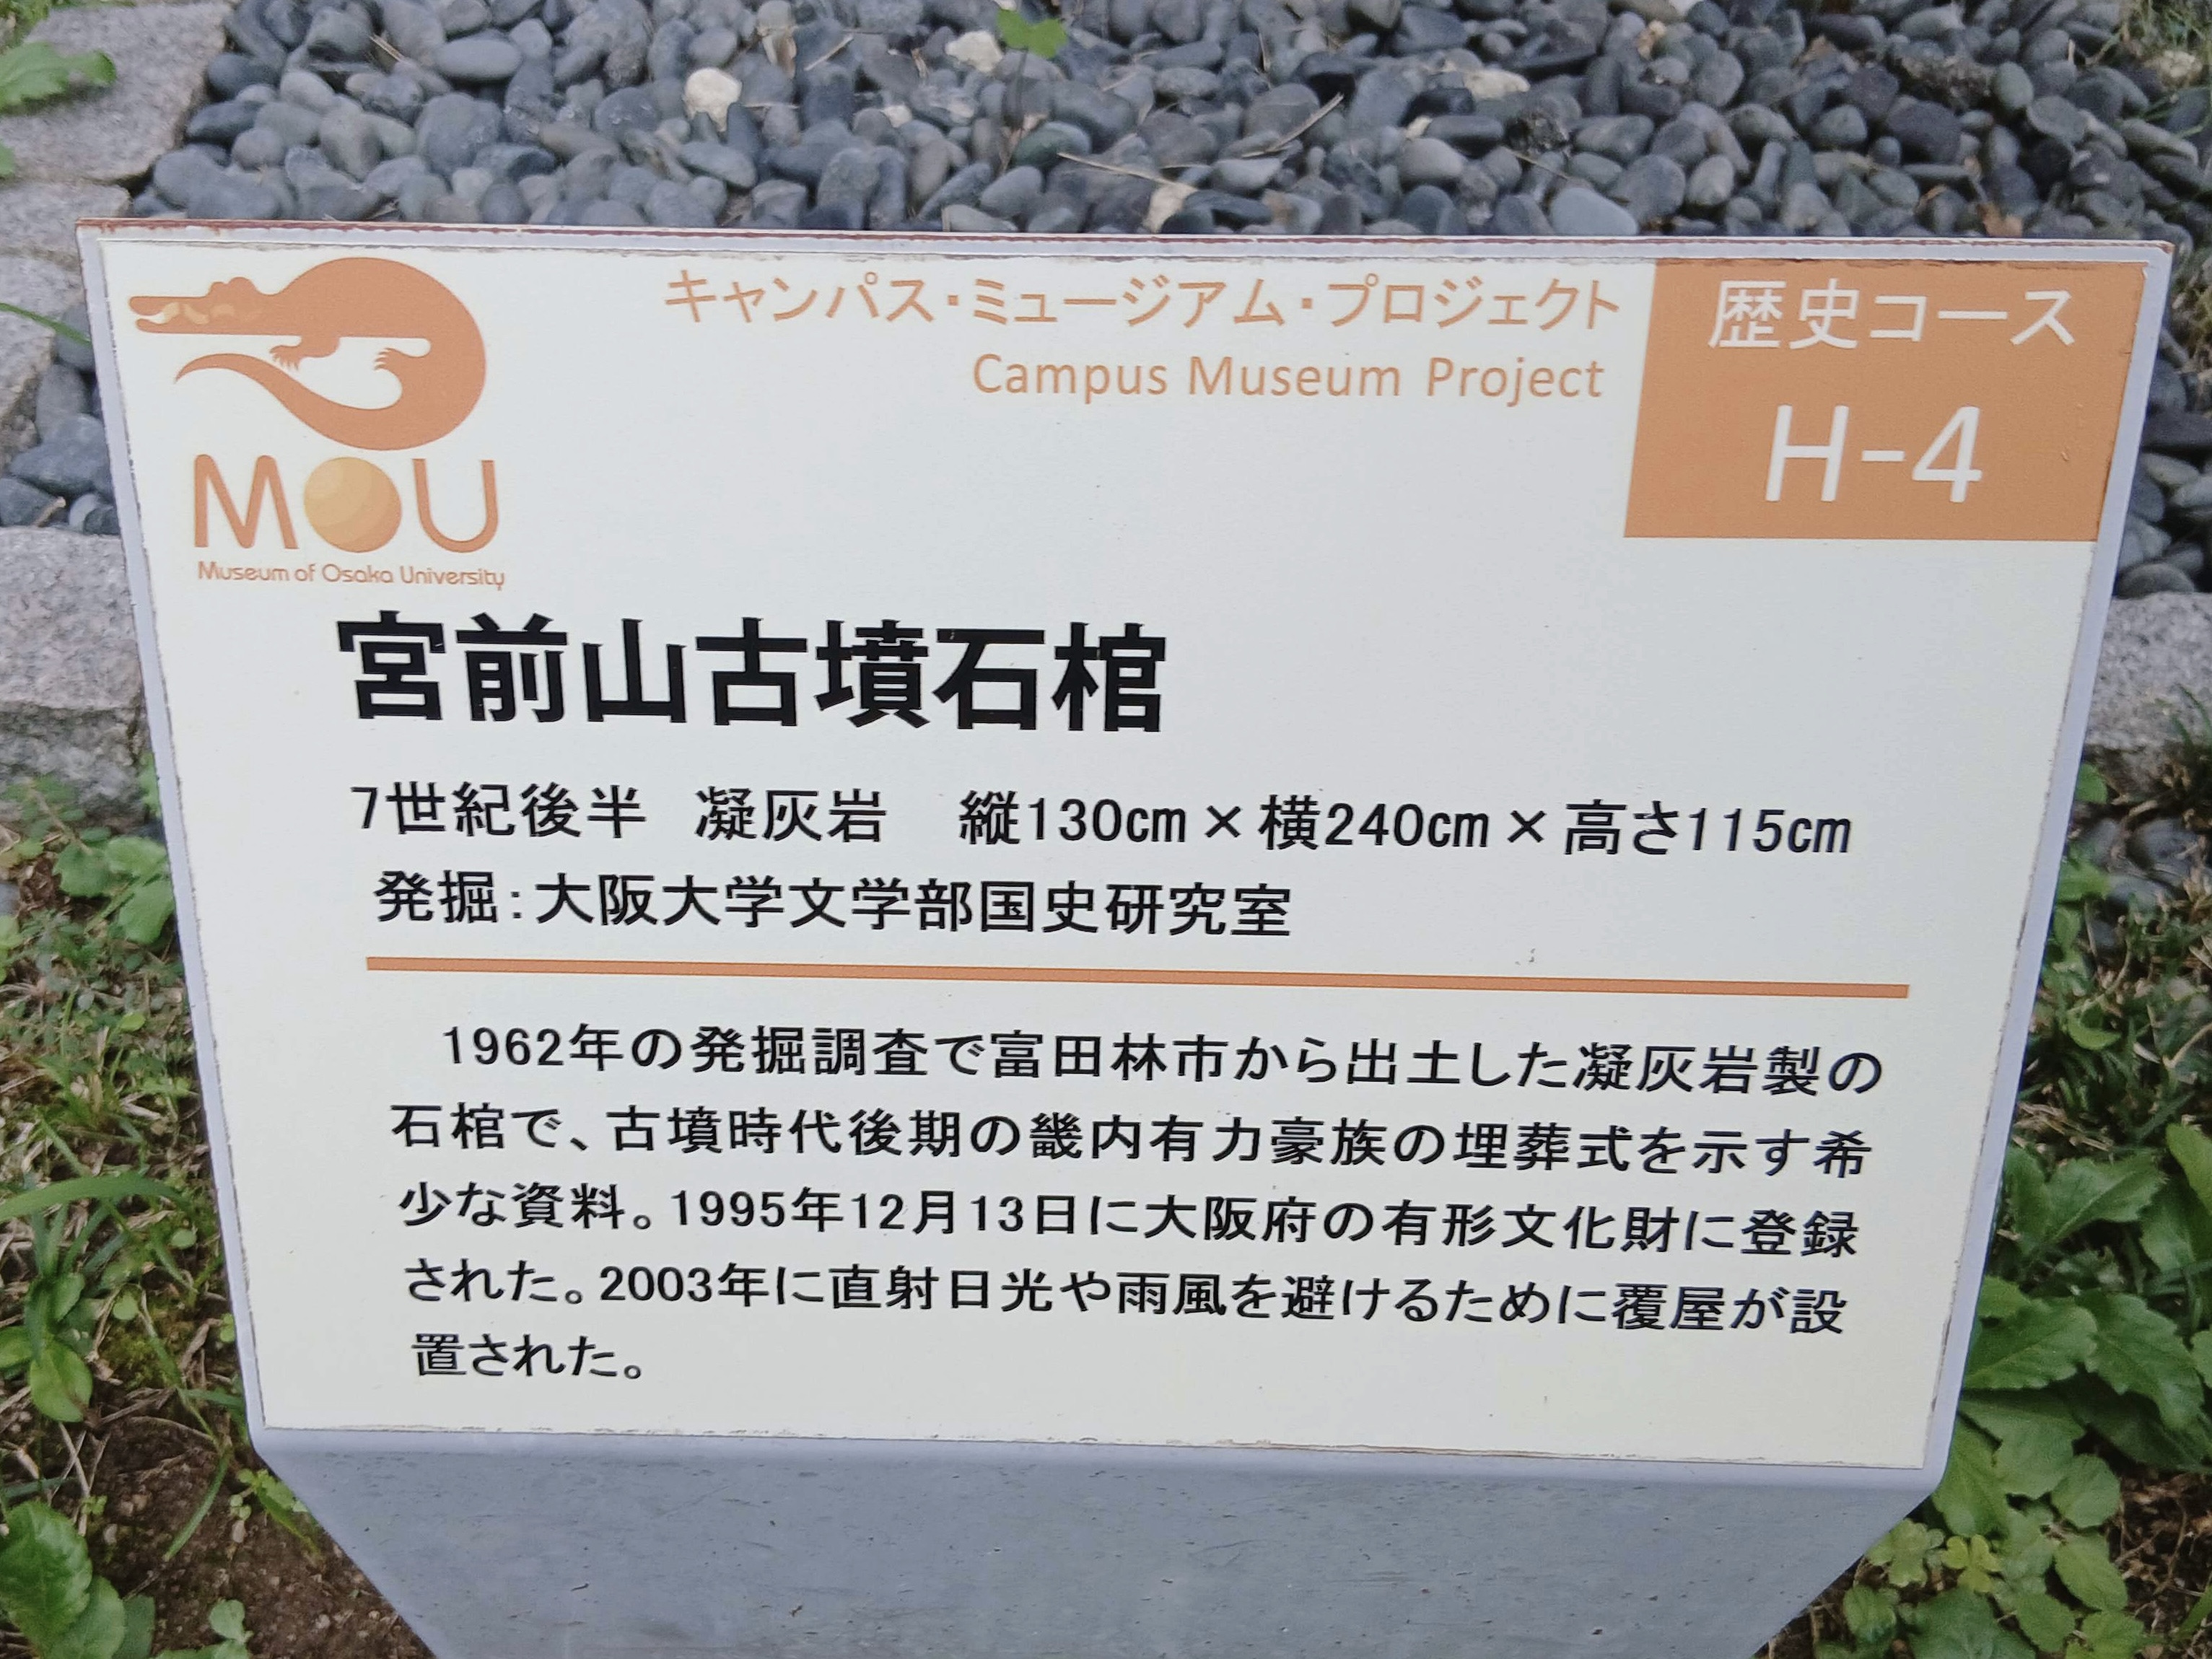 キャンパス・ミュージアム・プロジェクト
Campus Museum Project
歴史コース
H-4
MOU
Museum of Osaka University
宮前山古墳石棺
7世紀後半　凝灰岩　縦130cm×横240cm×高さ115cm
発掘：大阪大学文学部国史研究室
1962年の発掘調査で富田林市から出土した凝灰岩製の
石棺で、古墳時代後期の畿内有力豪族の埋葬式を示す希
少な資料。1995年12月13日に大阪府の有形文化財に登録
された。2003年に直射日光や雨風を避けるために覆屋が設
置された。